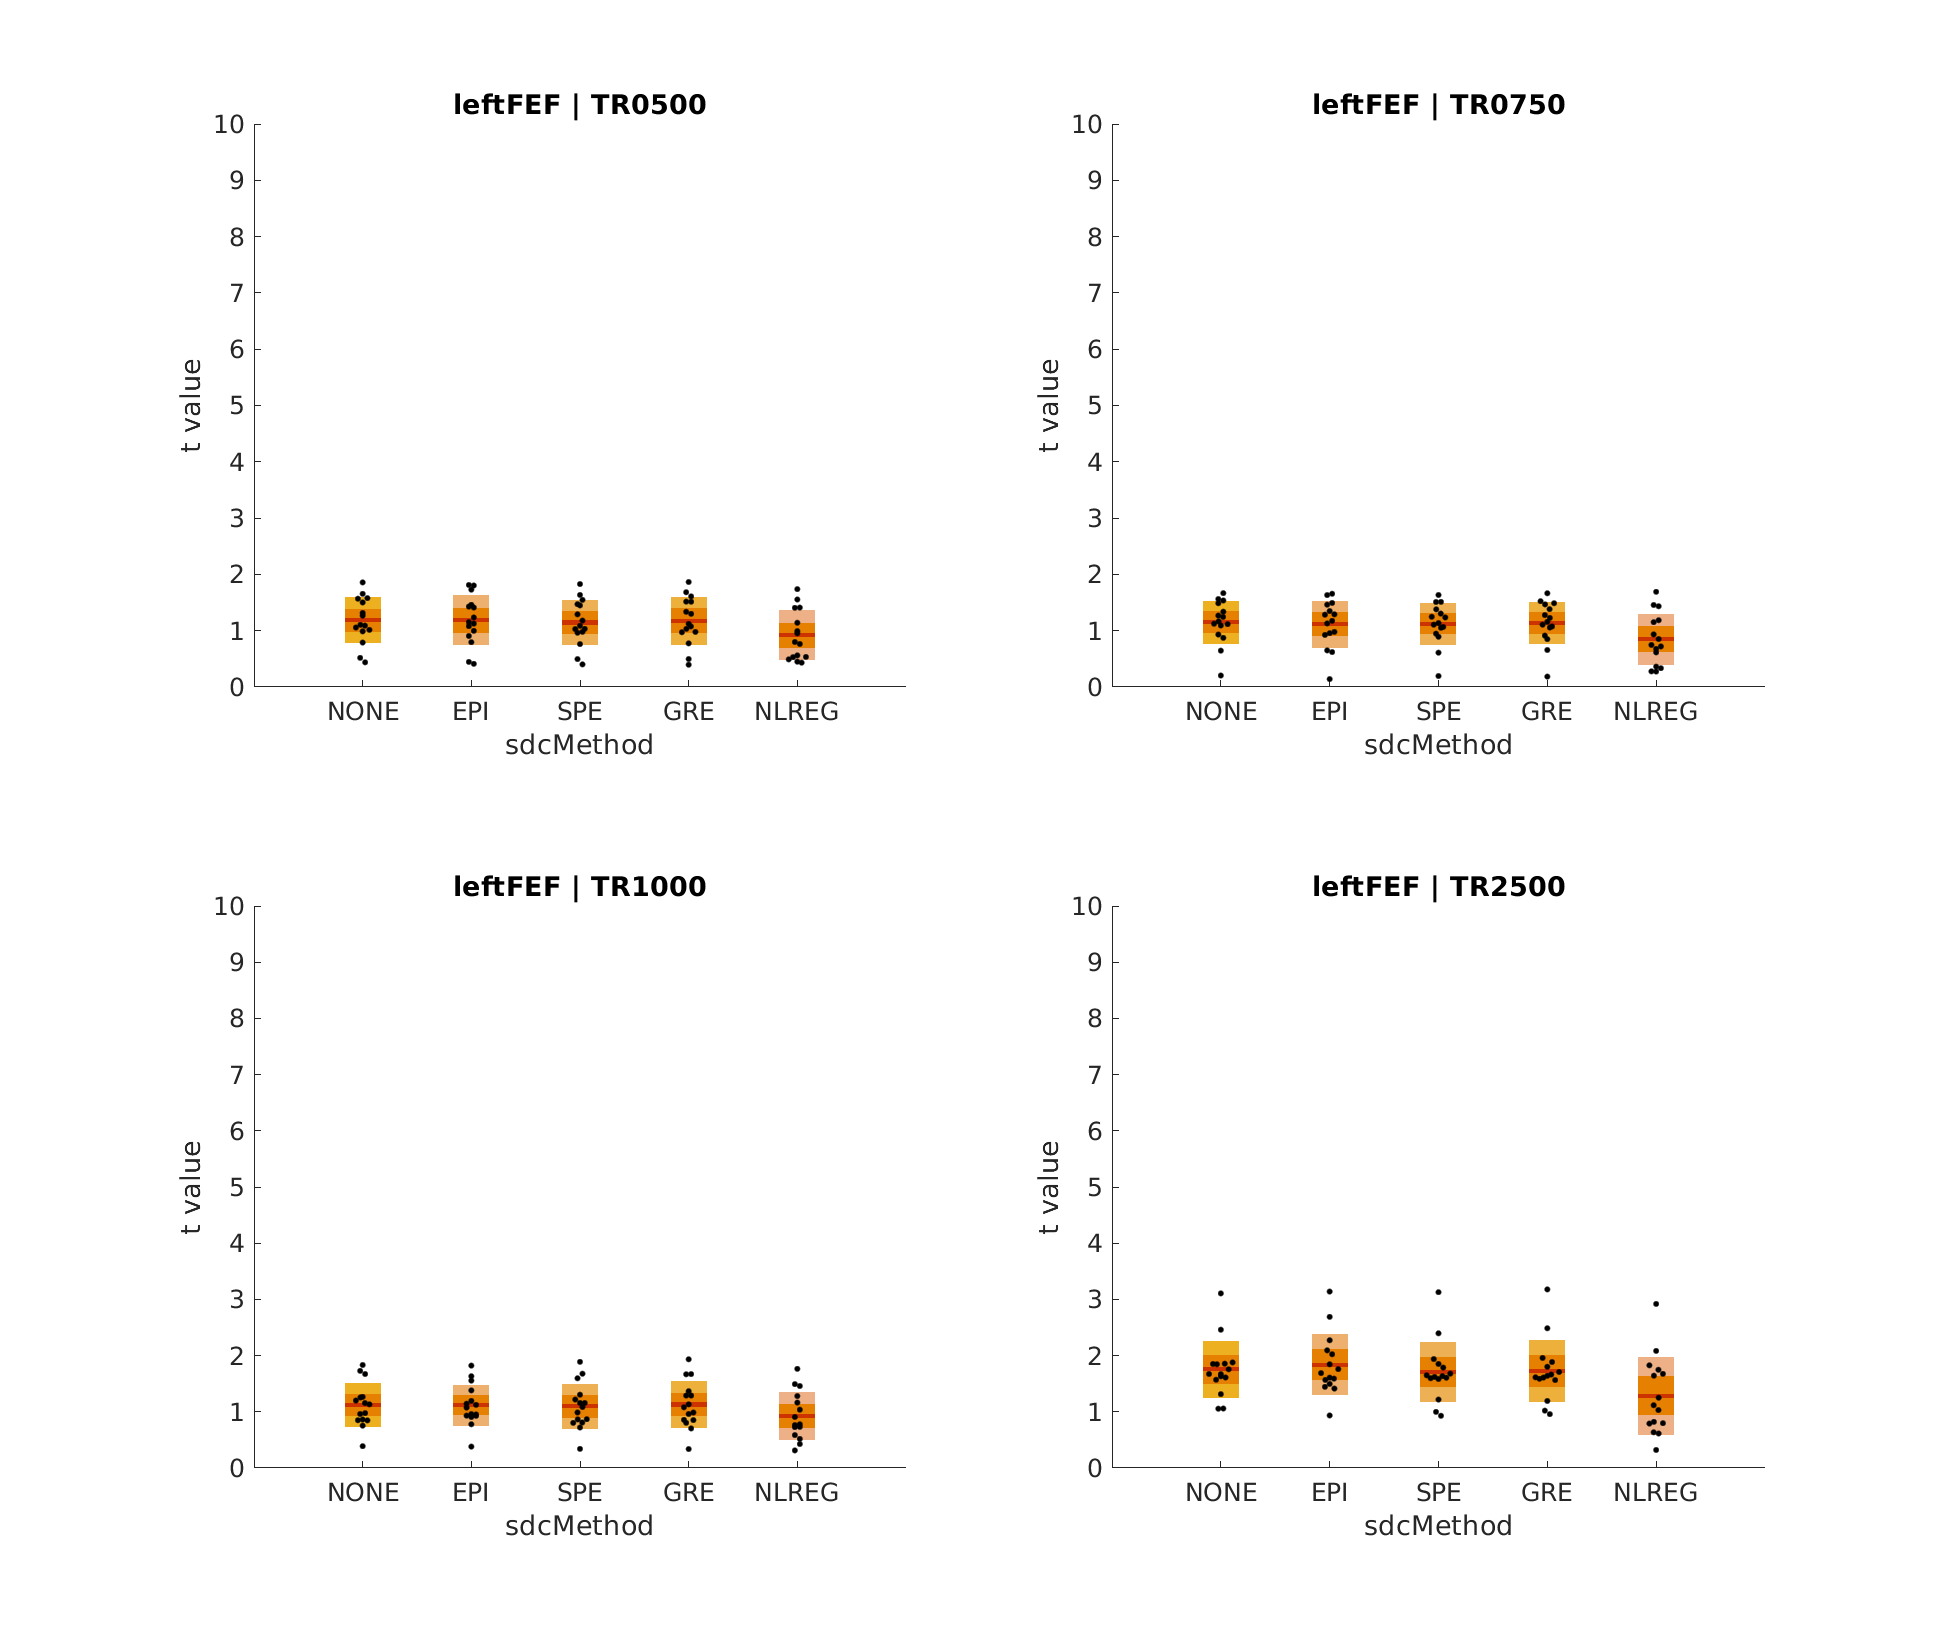 leftFEF | TR0500
10
9
8
7
6
5
4
3
2
1
0
t value
NONE EPI SPE GRE NLREG
sdcMethod
leftFEF | TR0750
10
9
8
7
6
5
4
3
2
1
0
t value
NONE EPI SPE GRE NLREG
sdcMethod
leftFEF | TR1000
10
9
8
7
6
5
4
3
2
1
0
t value
NONE EPI SPE GRE NLREG
sdcMethod
leftFEF | TR2500
10
9
8
7
6
5
4
3
2
1
0
t value
NONE EPI SPE GRE NLREG
sdcMethod